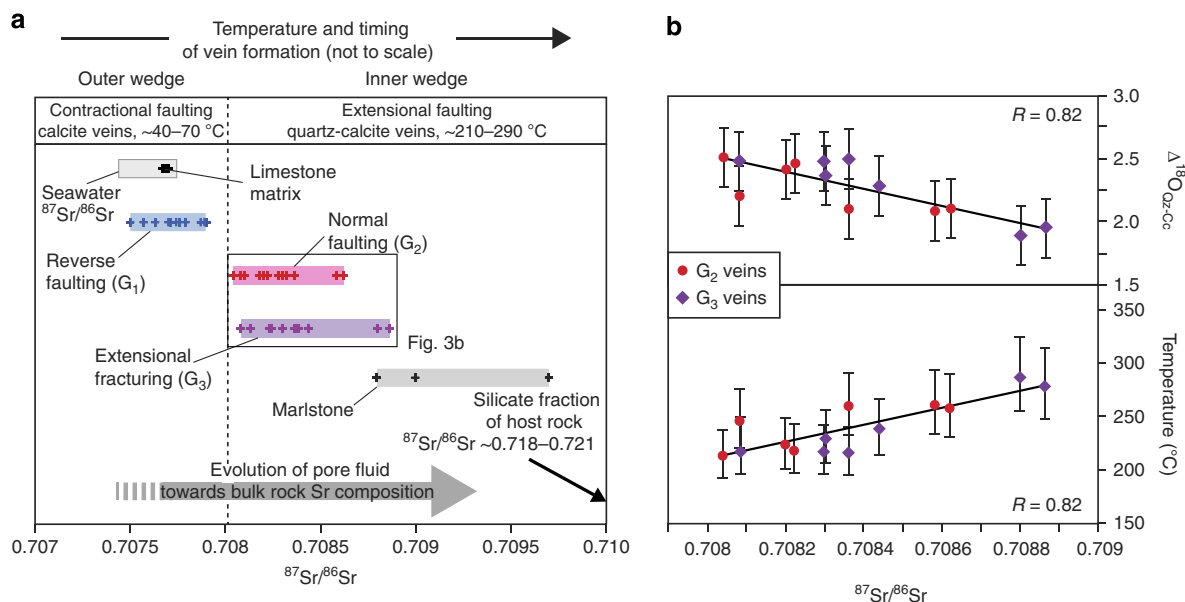 a
Temperature and timing
of vein formation (not to scale)
Outer wedge
Inner wedge
Contractional faulting
calcite veins, ~40–70 °C
Extensional faulting
quartz-calcite veins, ~210–290 °C
Limestone
matrix
Seawater
87Sr/86Sr
Normal
faulting (G2)
Reverse
faulting (G1)
Fig. 3b
Extensional
fracturing (G3)
Marlstone
Silicate fraction
of host rock
87Sr/86Sr ~0.718–0.721
Evolution of pore fluid
towards bulk rock Sr composition
0.707 0.7075 0.708 0.7085 0.709 0.7095 0.710
87Sr/86Sr
b
R = 0.82
3.0
2.5
2.0
1.5
Δ18OQz-Cc
G2 veins
G3 veins
350
300
250
200
150
Temperature (°C)
R = 0.82
0.708 0.7082 0.7084 0.7086 0.7088 0.709
87Sr/86Sr